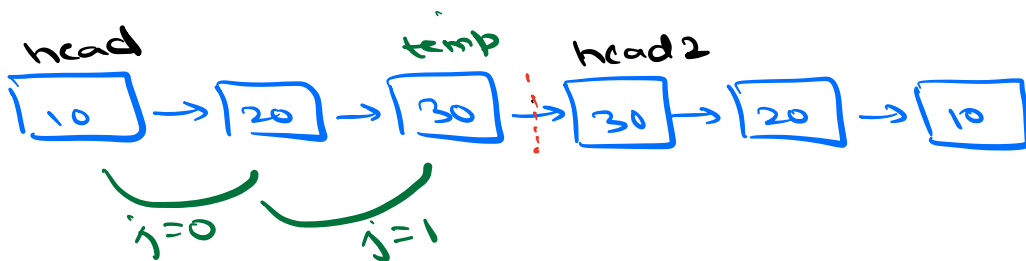 head temp head2
10 → 20 → 30 → 30 → 20 → 10
j=0 j=1